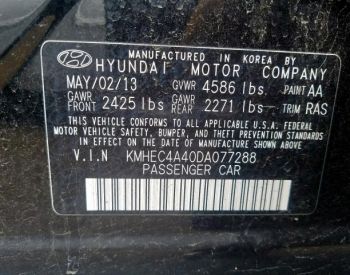 MANUFACTURED IN KOREA BY
HYUNDAI MOTOR COMPANY
MAY/02/13 GVWR 4586 lbs. PAINT AA
GAWR FRONT 2425 lbs GAWR REAR 2271 lbs. TRIM RAS
THIS VEHICLE CONFORMS TO ALL APPLICABLE U.S. FEDERAL
MOTOR VEHICLE SAFETY, BUMPER, AND THEFT PREVENTION STANDARDS
IN EFFECT ON THE DATE OF MANUFACTURE SHOWN ABOVE.
V.I.N KMHEC4A40DA077288
PASSENGER CAR